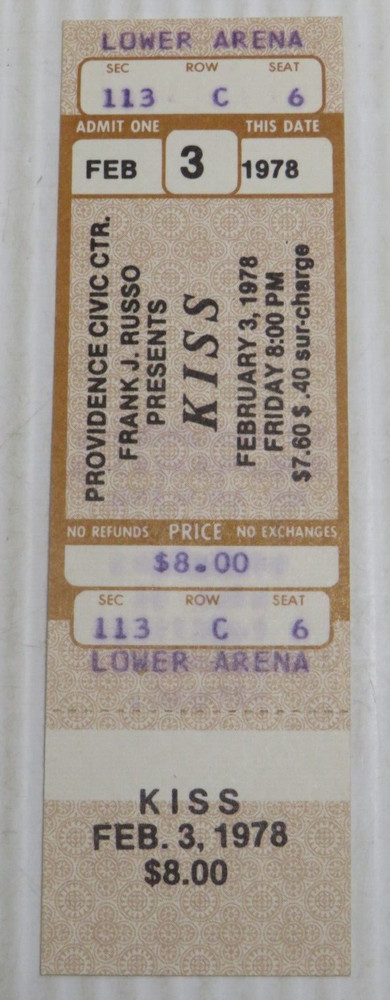 LOWER ARENA
SEC ROW SEAT
113 C 6
ADMIT ONE THIS DATE
FEB 3 1978
PROVIDENCE CIVIC CTR.
FRANK J. RUSSO
PRESENTS
KISS
FEBRUARY 3, 1978
FRIDAY 8:00 PM
$7.60 $ .40 sur-charge
NO REFUNDS PRICE NO EXCHANGES
$8.00
SEC ROW SEAT
113 C 6
LOWER ARENA
KISS
FEB. 3, 1978
$8.00